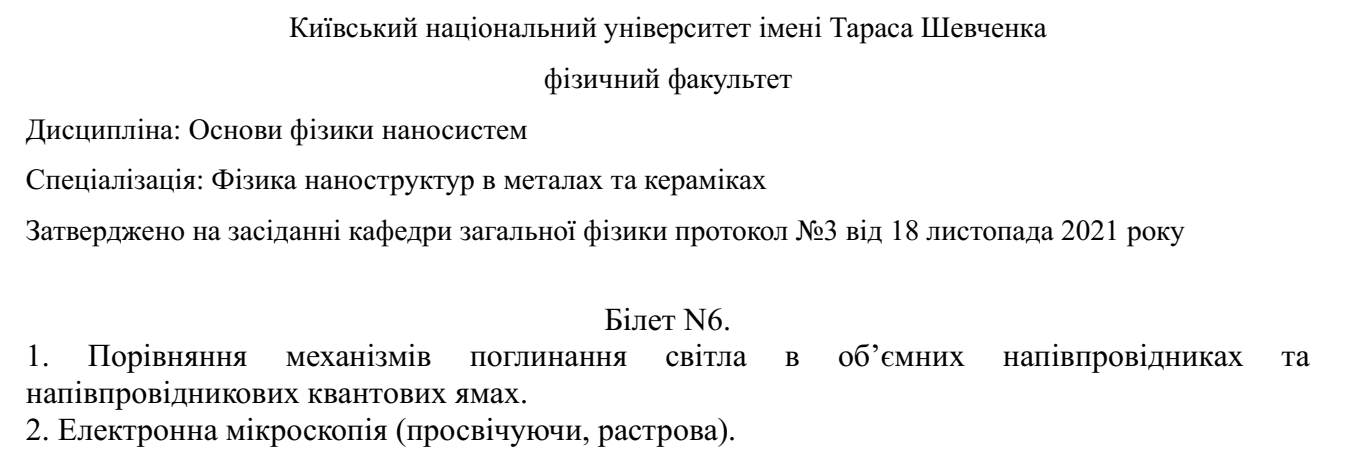 Київський національний університет імені Тараса Шевченка
фізичний факультет
Дисципліна: Основи фізики наносистем
Спеціалізація: Фізика наноструктур в металах та кераміках
Затверджено на засіданні кафедри загальної фізики протокол №3 від 18 листопада 2021 року
Білет N6.
1. Порівняння механізмів поглинання світла в об’ємних напівпровідниках та
напівпровідникових квантових ямах.
2. Електронна мікроскопія (просвічуючи, растрова).